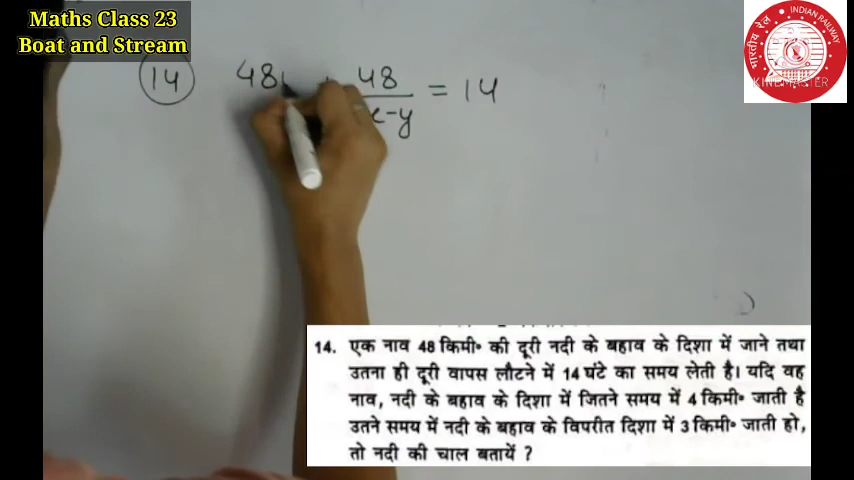 Maths Class 23
Boat and Stream
भारतीय रेल
INDIAN RAILWAY
KINEMASTER
14 48 + 48 = 14
x-y
14. एक नाव 48 किमी॰ की दूरी नदी के बहाव के दिशा में जाने तथा
उतना ही दूरी वापस लौटने में 14 घंटे का समय लेती है। यदि वह
नाव, नदी के बहाव के दिशा में जितने समय में 4 किमी॰ जाती है
उतने समय में नदी के बहाव के विपरीत दिशा में 3 किमी॰ जाती हो,
तो नदी की चाल बतायें ?